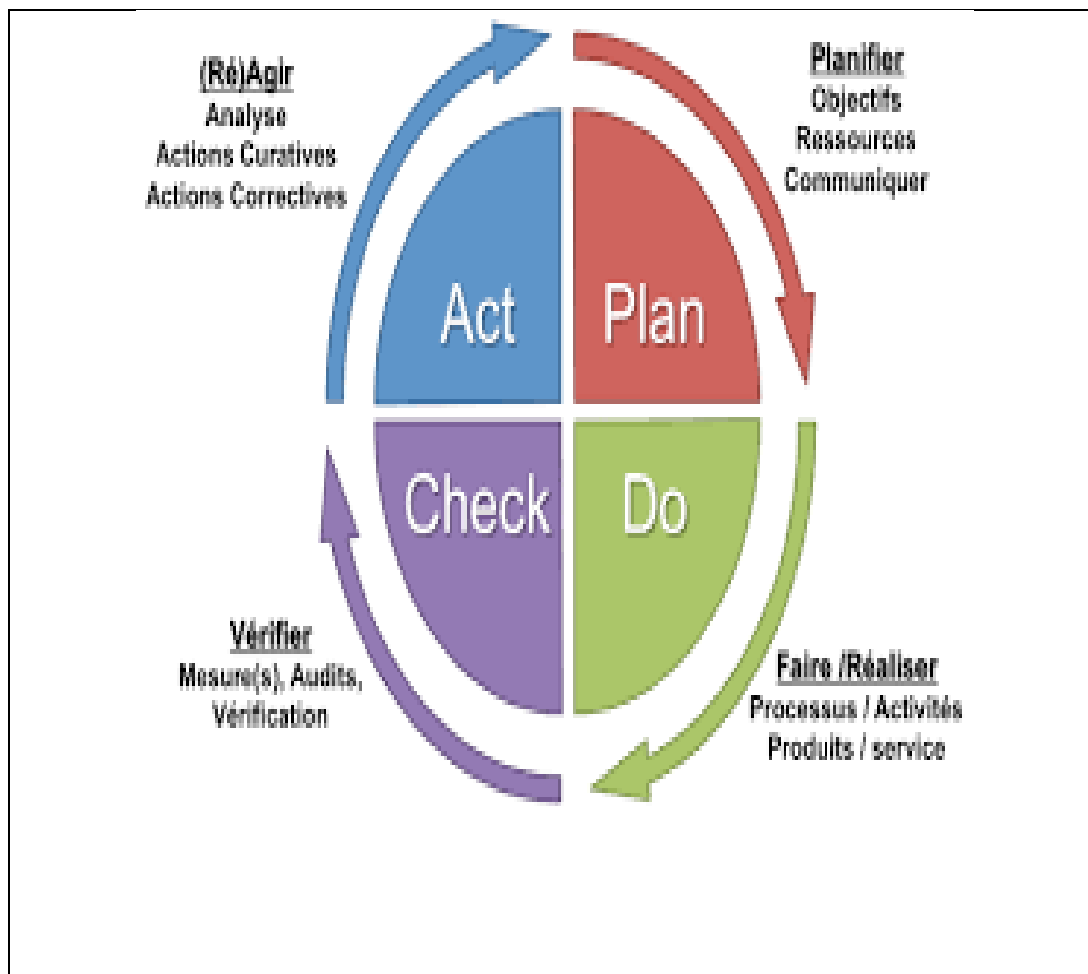 (Ré)Agir
Analyse
Actions Curatives
Actions Correctives
Planifier
Objectifs
Ressources
Communiquer
Act
Plan
Check
Do
Vérifier
Mesure(s), Audits,
Vérification
Faire /Réaliser
Processus / Activités
Produits / service